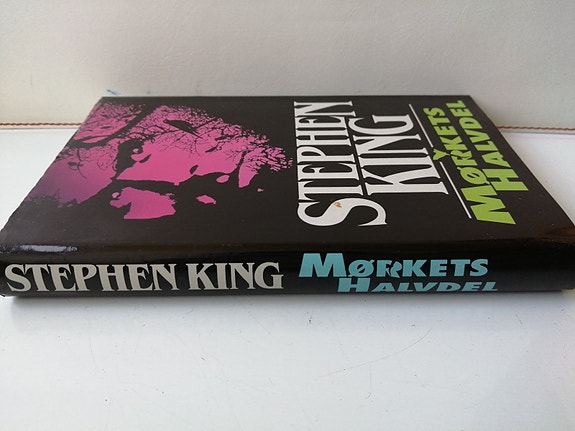 STEPHEN
KING
MØRKETS
HALVDEL
STEPHEN KING
MØRKETS
HALVDEL